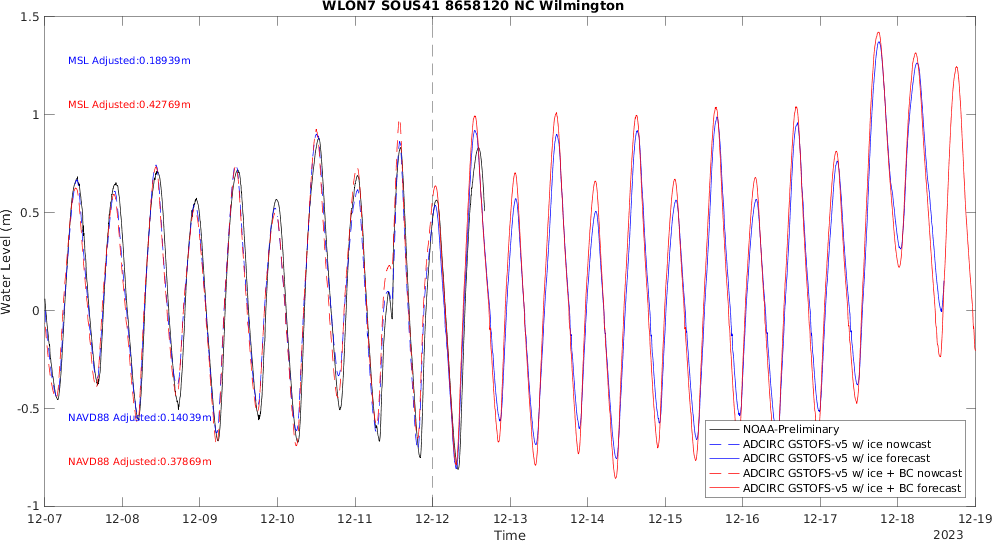 WLON7 SOUS41 8658120 NC Wilmington
1.5
1
0.5
0
-0.5
-1
Water Level (m)
MSL Adjusted:0.18939m
MSL Adjusted:0.42769m
NAVD88 Adjusted:0.14039m
NAVD88 Adjusted:0.37869m
NOAA-Preliminary
ADCIRC GSTOFS-v5 w/ ice nowcast
ADCIRC GSTOFS-v5 w/ ice forecast
ADCIRC GSTOFS-v5 w/ ice + BC nowcast
ADCIRC GSTOFS-v5 w/ ice + BC forecast
12-07 12-08 12-09 12-10 12-11 12-12 12-13 12-14 12-15 12-16 12-17 12-18 12-19
Time
2023